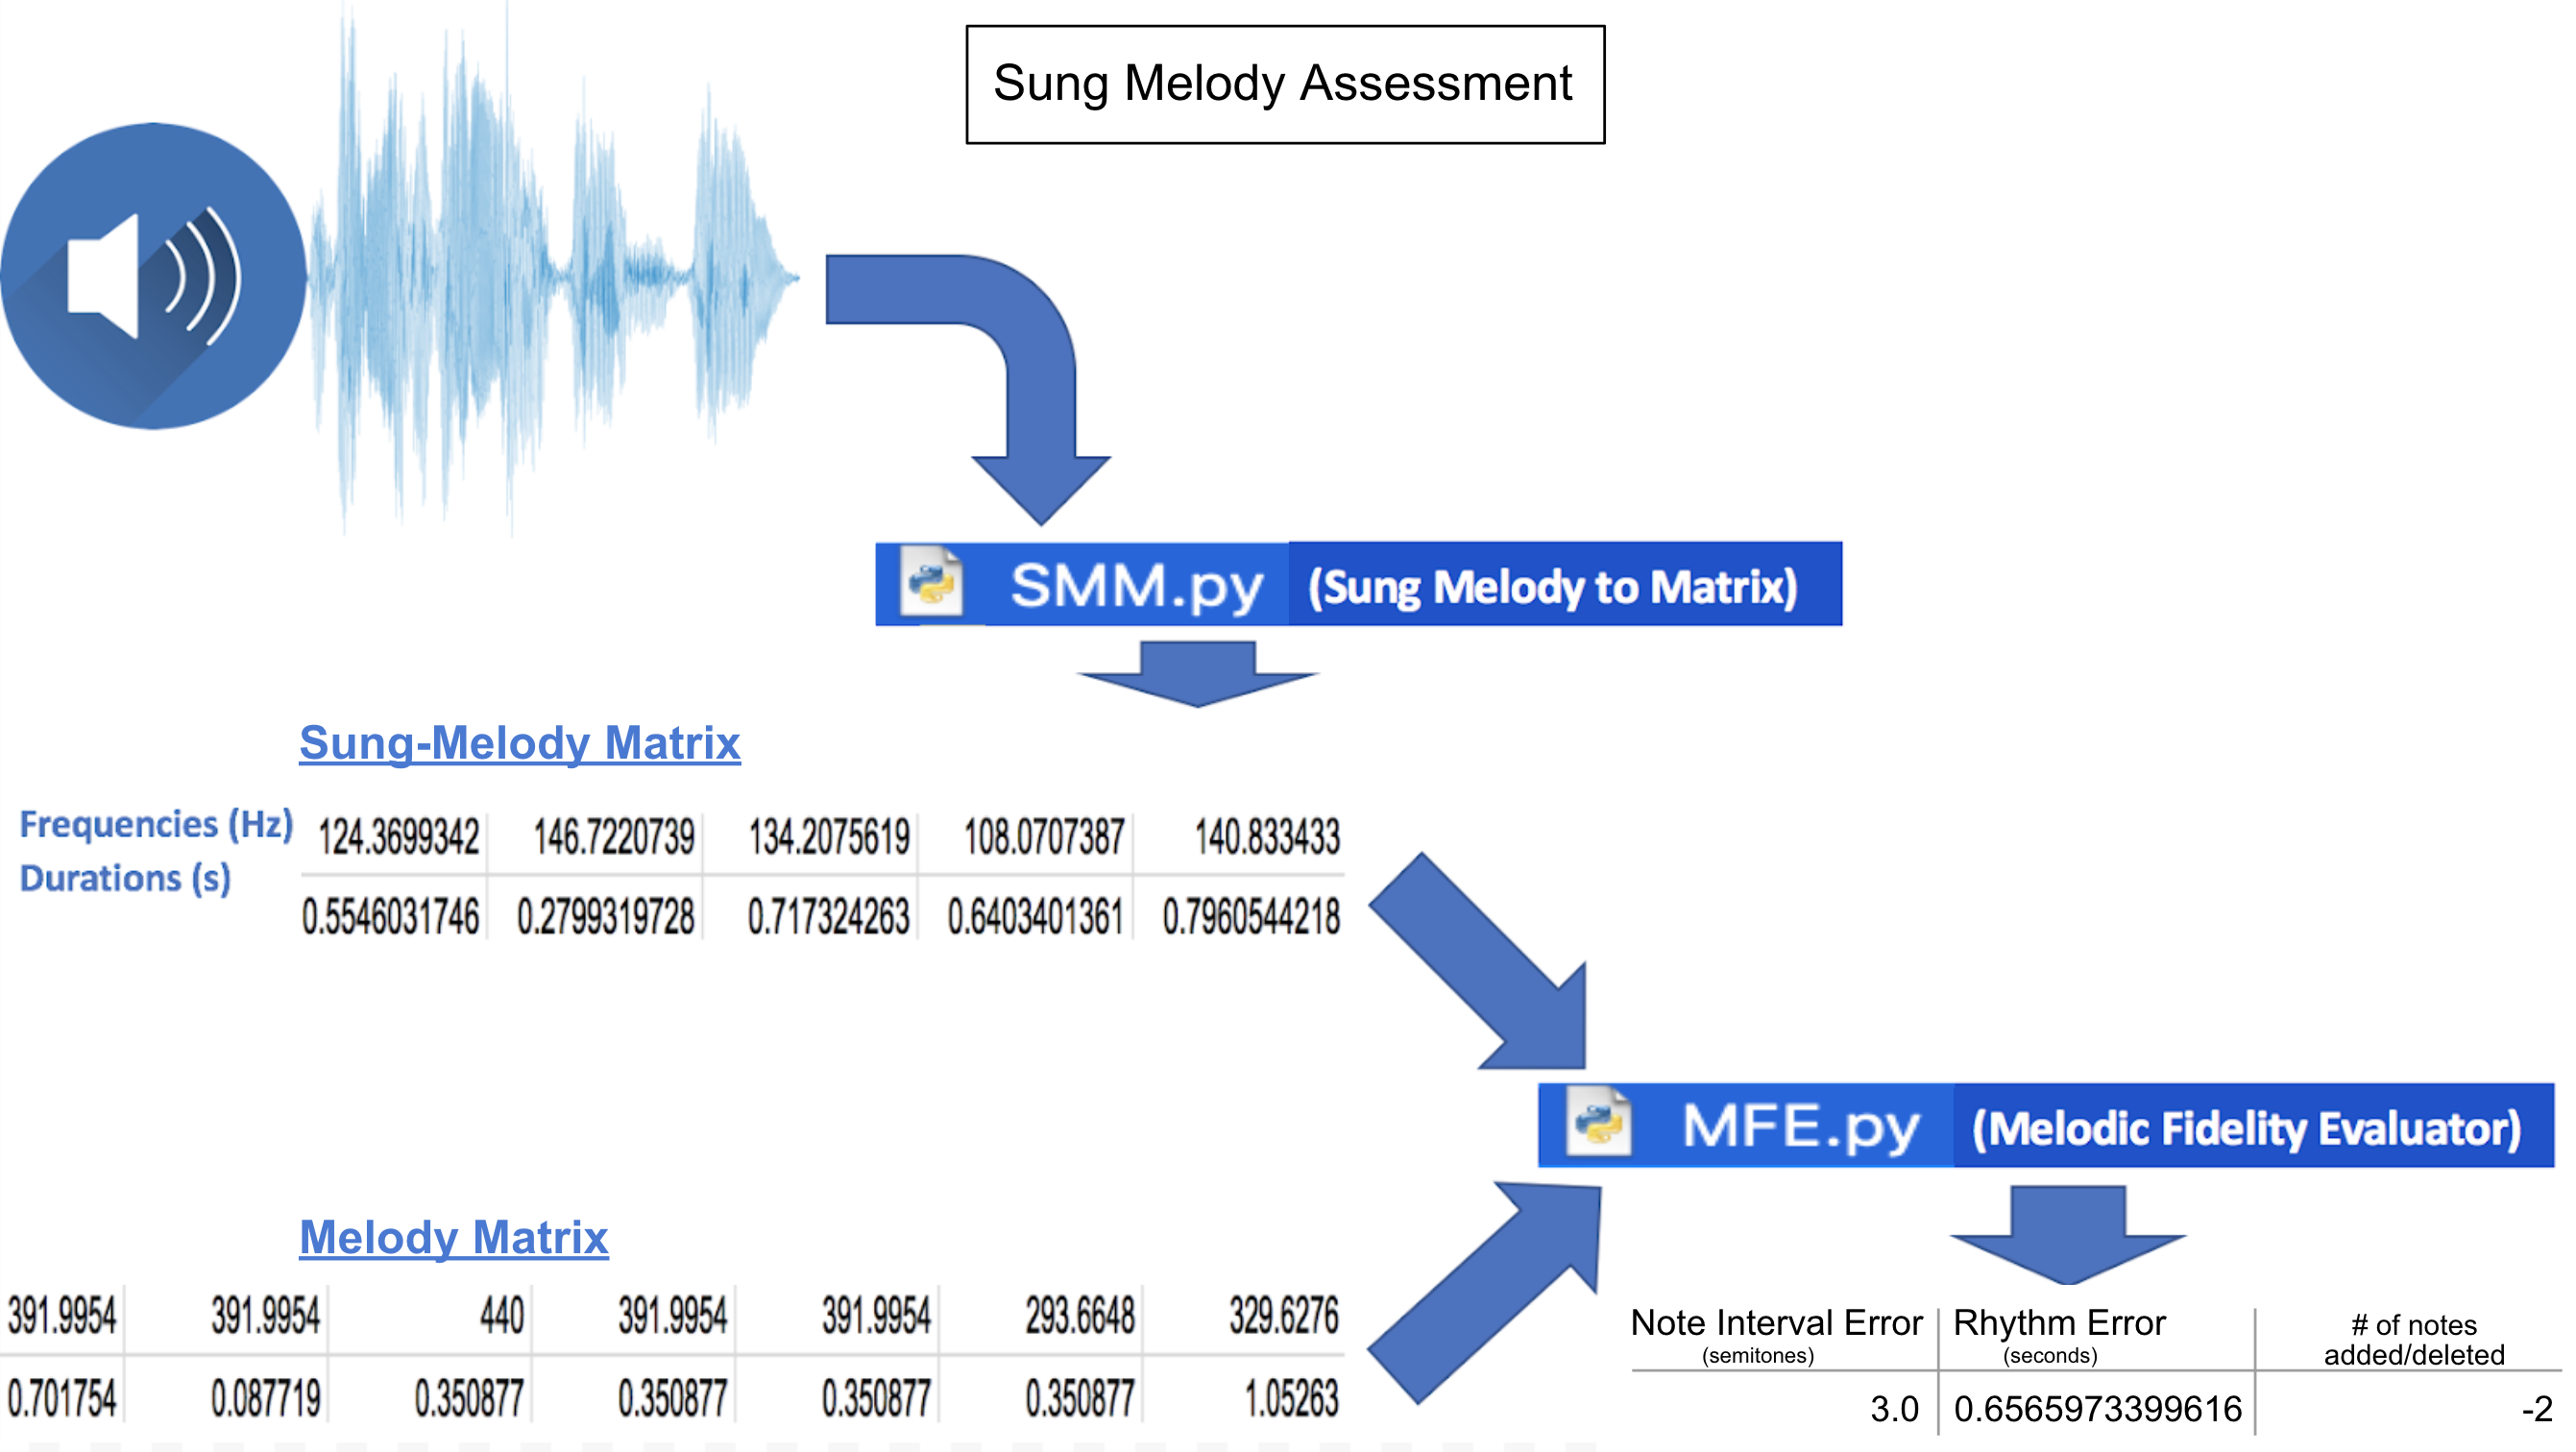 Sung Melody Assessment
SMM.py (Sung Melody to Matrix)
Sung-Melody Matrix
Frequencies (Hz) 124.3699342 146.7220739 134.2075619 108.0707387 140.833433
Durations (s) 0.5546031746 0.2799319728 0.717324263 0.6403401361 0.7960544218
MFE.py (Melodic Fidelity Evaluator)
Melody Matrix
391.9954 391.9954 440 391.9954 391.9954 293.6648 329.6276
0.701754 0.087719 0.350877 0.350877 0.350877 0.350877 1.05263
Note Interval Error Rhythm Error # of notes
(semitones) (seconds) added/deleted
3.0 0.6565973399616 -2